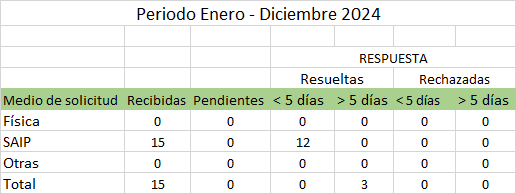 Periodo Enero - Diciembre 2024
RESPUESTA
Resueltas Rechazadas
Medio de solicitud Recibidas Pendientes < 5 días > 5 días < 5 días > 5 días
Física 0 0 0 0 0 0
SAIP 15 0 12 0 0 0
Otras 0 0 0 0 0 0
Total 15 0 0 3 0 0